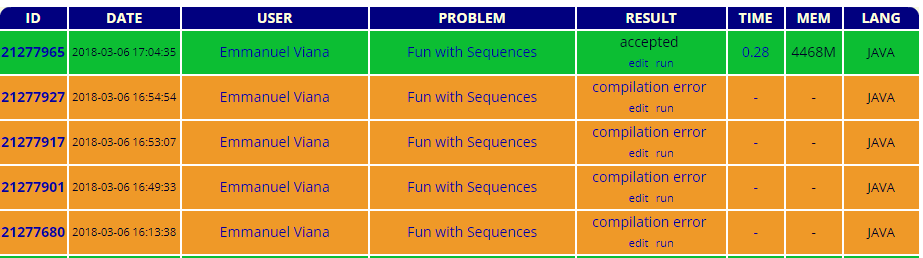 ID DATE USER PROBLEM RESULT TIME MEM LANG
21277965 2018-03-06 17:04:35 Emmanuel Viana Fun with Sequences accepted 0.28 4468M JAVA
edit run
21277927 2018-03-06 16:54:54 Emmanuel Viana Fun with Sequences compilation error - - JAVA
edit run
21277917 2018-03-06 16:53:07 Emmanuel Viana Fun with Sequences compilation error - - JAVA
edit run
21277901 2018-03-06 16:49:33 Emmanuel Viana Fun with Sequences compilation error - - JAVA
edit run
21277680 2018-03-06 16:13:38 Emmanuel Viana Fun with Sequences compilation error - - JAVA
edit run